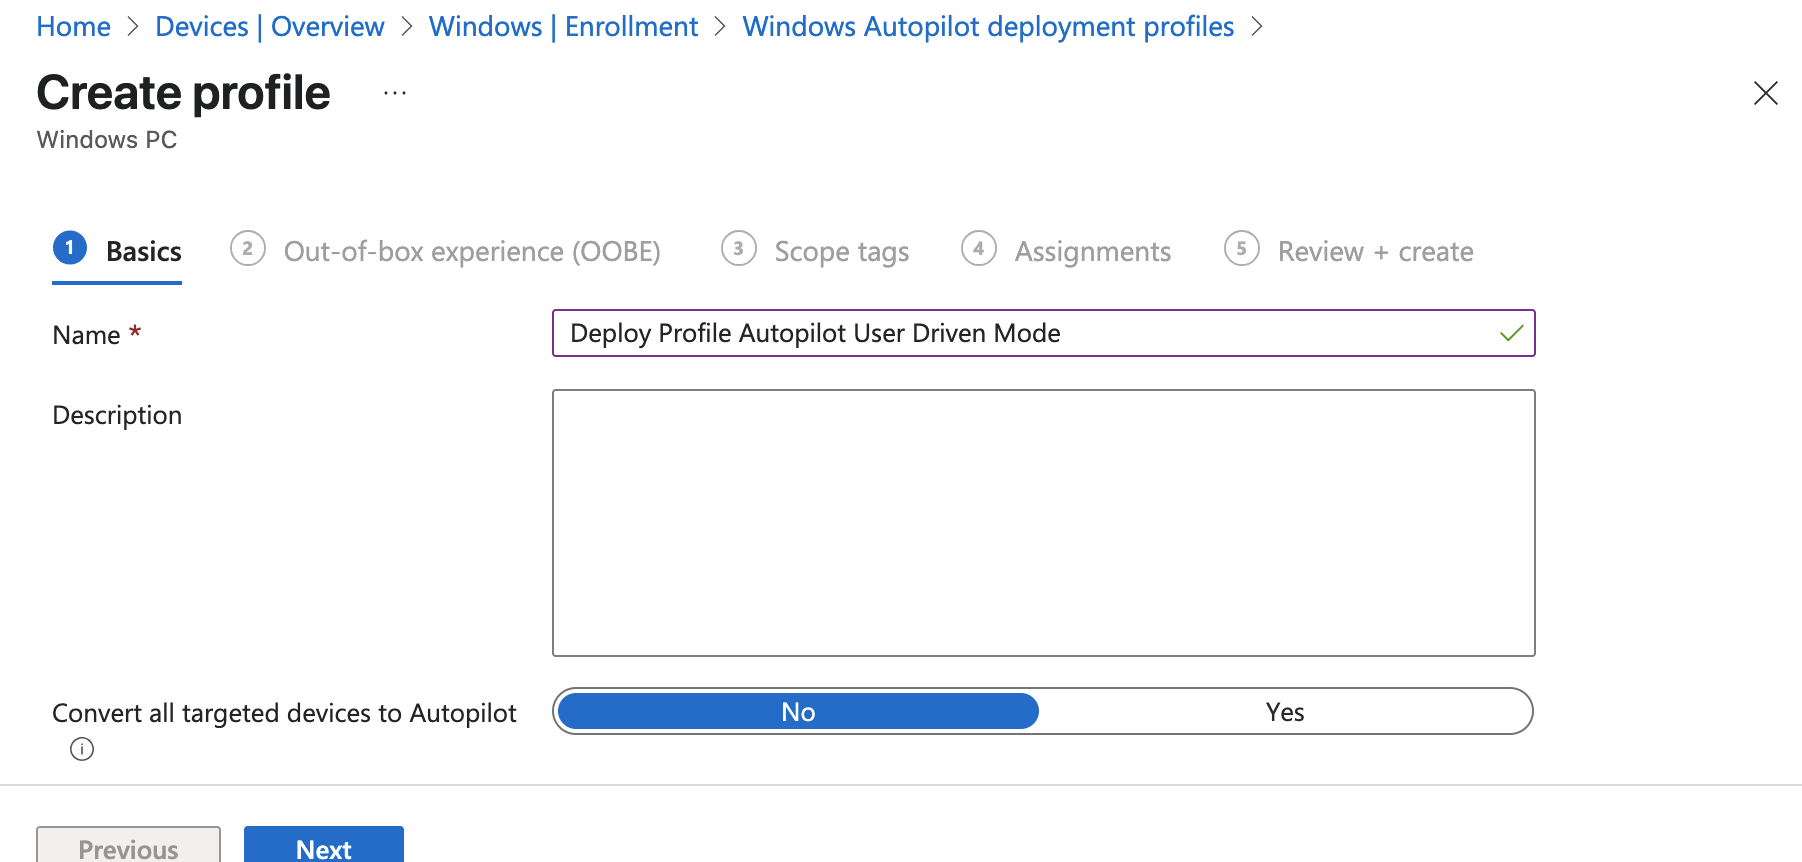 Home > Devices | Overview > Windows | Enrollment > Windows Autopilot deployment profiles >
Create profile ...
Windows PC
1 Basics 2 Out-of-box experience (OOBE) 3 Scope tags 4 Assignments 5 Review + create
Name * Deploy Profile Autopilot User Driven Mode
Description
Convert all targeted devices to Autopilot No Yes
Previous Next